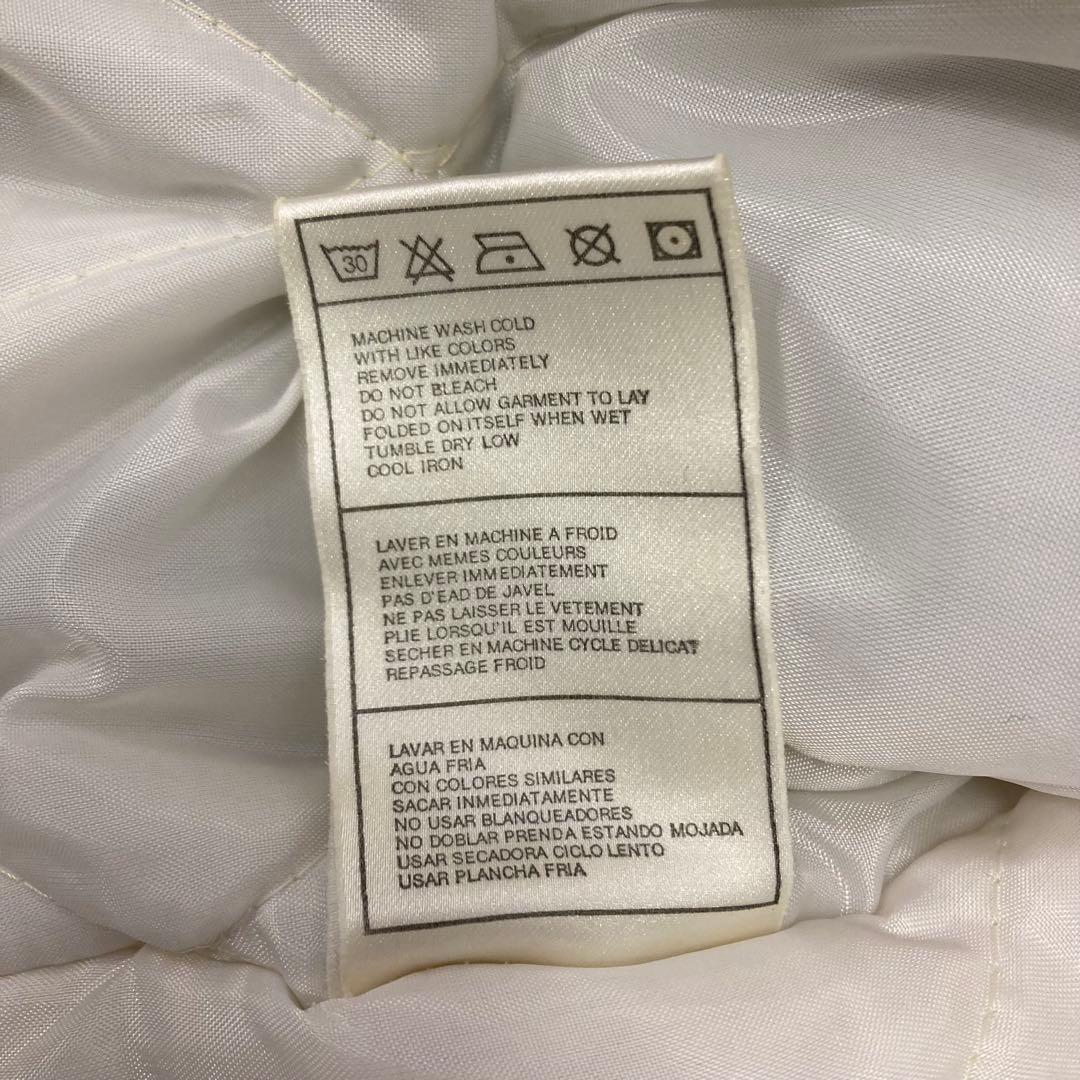 30
MACHINE WASH COLD
WITH LIKE COLORS
REMOVE IMMEDIATELY
DO NOT BLEACH
DO NOT ALLOW GARMENT TO LAY
FOLDED ON ITSELF WHEN WET
TUMBLE DRY LOW
COOL IRON
LAVER EN MACHINE A FROID
AVEC MEMES COULEURS
ENLEVER IMMEDIATEMENT
PAS D'EAD DE JAVEL
NE PAS LAISSER LE VETEMENT
PLIE LORSQU'IL EST MOUILLE
SECHER EN MACHINE CYCLE DELICAT
REPASSAGE FROID
LAVAR EN MAQUINA CON
AGUA FRIA
CON COLORES SIMILARES
SACAR INMEDIATAMENTE
NO USAR BLANQUEADORES
NO DOBLAR PRENDA ESTANDO MOJADA
USAR SECADORA CICLO LENTO
USAR PLANCHA FRIA